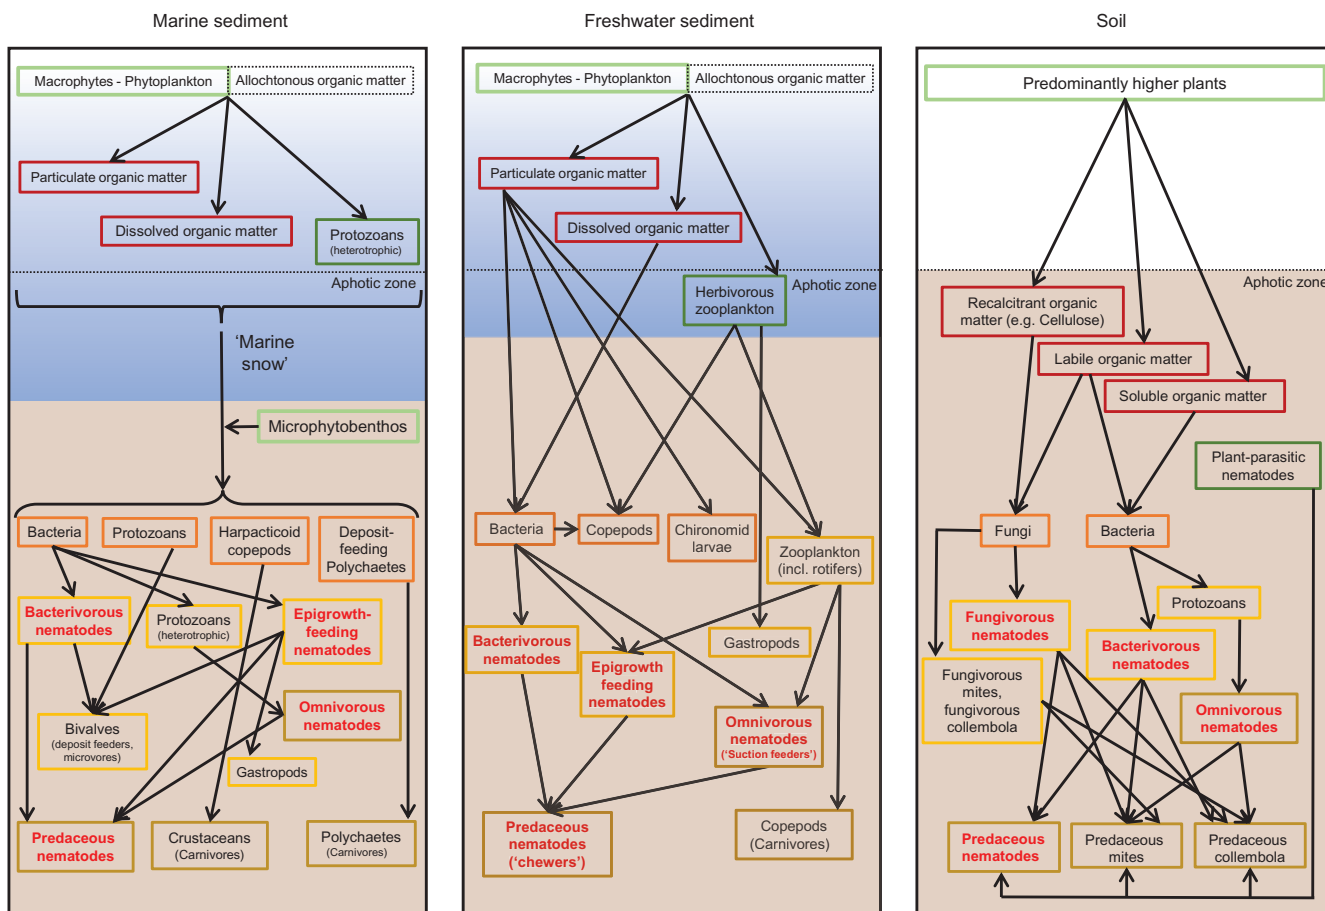 Marine sediment
Macrophytes - Phytoplankton
Allochtonous organic matter
Particulate organic matter
Dissolved organic matter
Protozoans
(heterotrophic)
Aphotic zone
‘Marine
snow’
Microphytobenthos
Bacteria
Protozoans
Harpacticoid
copepods
Deposit-
feeding
Polychaetes
Bacterivorous
nematodes
Protozoans
(heterotrophic)
Epigrowth-
feeding
nematodes
Bivalves
(deposit feeders,
microvores)
Omnivorous
nematodes
Gastropods
Predaceous
nematodes
Crustaceans
(Carnivores)
Polychaetes
(Carnivores)
Freshwater sediment
Macrophytes - Phytoplankton
Allochtonous organic matter
Particulate organic matter
Dissolved organic matter
Aphotic zone
Herbivorous
zooplankton
Bacteria
Copepods
Chironomid
larvae
Zooplankton
(incl. rotifers)
Bacterivorous
nematodes
Epigrowth
feeding
nematodes
Gastropods
Omnivorous
nematodes
(‘Suction feeders’)
Predaceous
nematodes
(‘chewers’)
Copepods
(Carnivores)
Soil
Predominantly higher plants
Aphotic zone
Recalcitrant organic
matter (e.g. Cellulose)
Labile organic matter
Soluble organic matter
Plant-parasitic
nematodes
Fungi
Bacteria
Protozoans
Fungivorous
nematodes
Bacterivorous
nematodes
Fungivorous
mites,
fungivorous
collembola
Omnivorous
nematodes
Predaceous
nematodes
Predaceous
mites
Predaceous
collembola